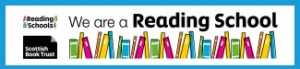 Reading
Schools
We are a Reading School
Scottish
Book Trust